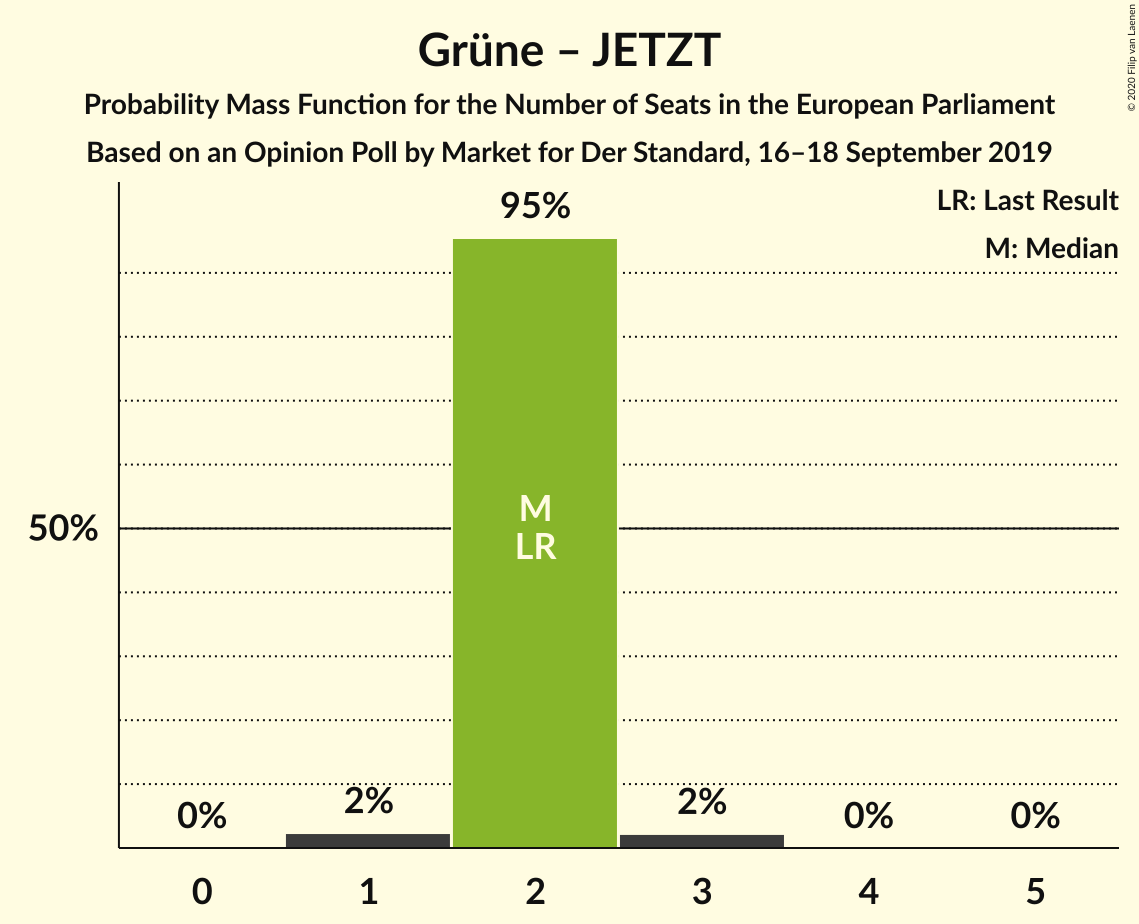 Grüne – JETZT
Probability Mass Function for the Number of Seats in the European Parliament
Based on an Opinion Poll by Market for Der Standard, 16–18 September 2019
© 2020 Filip van Laenen
LR: Last Result
M: Median
95%
M
LR
50%
0%
2%
2%
0%
0%
0
1
2
3
4
5